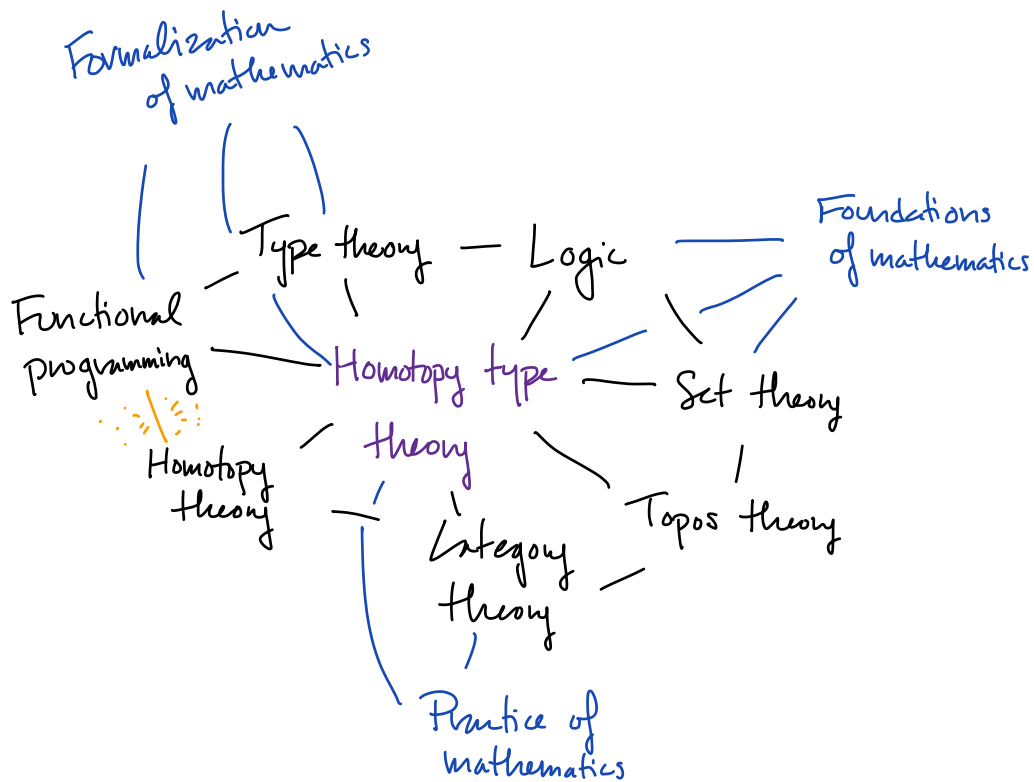 Formalization
of mathematics
Type theory
Logic
Foundations
of mathematics
Functional
programming
Homotopy type
theory
Set theory
Homotopy
theory
Topos theory
Category
theory
Practice of
mathematics